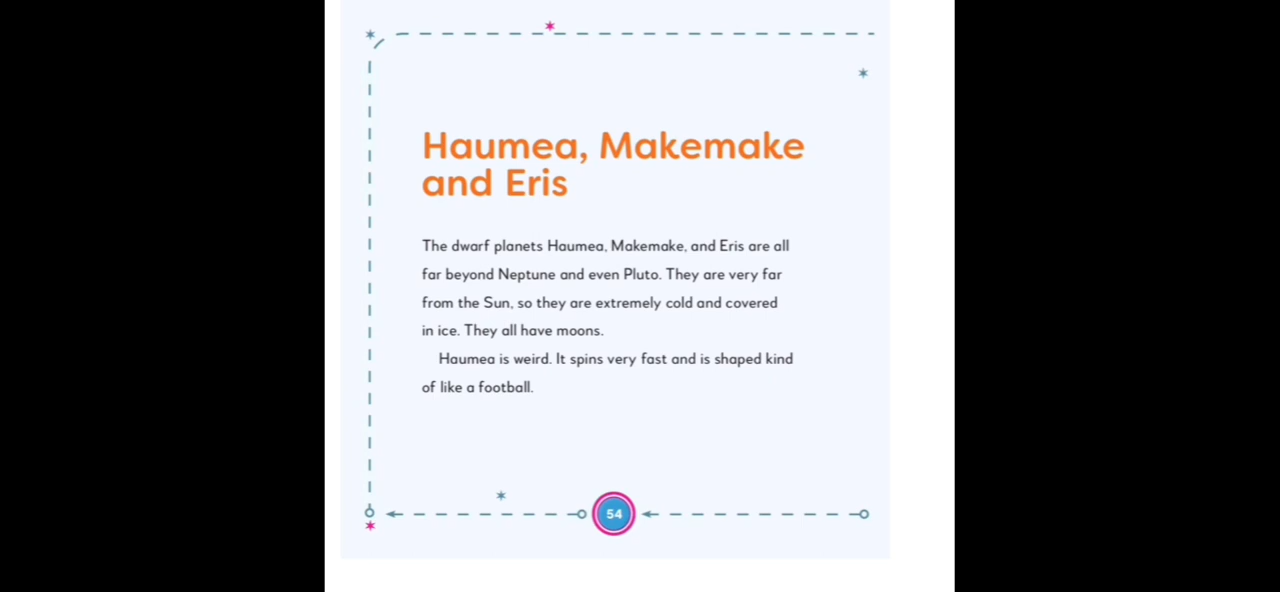 Haumea, Makemake
and Eris
The dwarf planets Haumea, Makemake, and Eris are all
far beyond Neptune and even Pluto. They are very far
from the Sun, so they are extremely cold and covered
in ice. They all have moons.
Haumea is weird. It spins very fast and is shaped kind
of like a football.
54